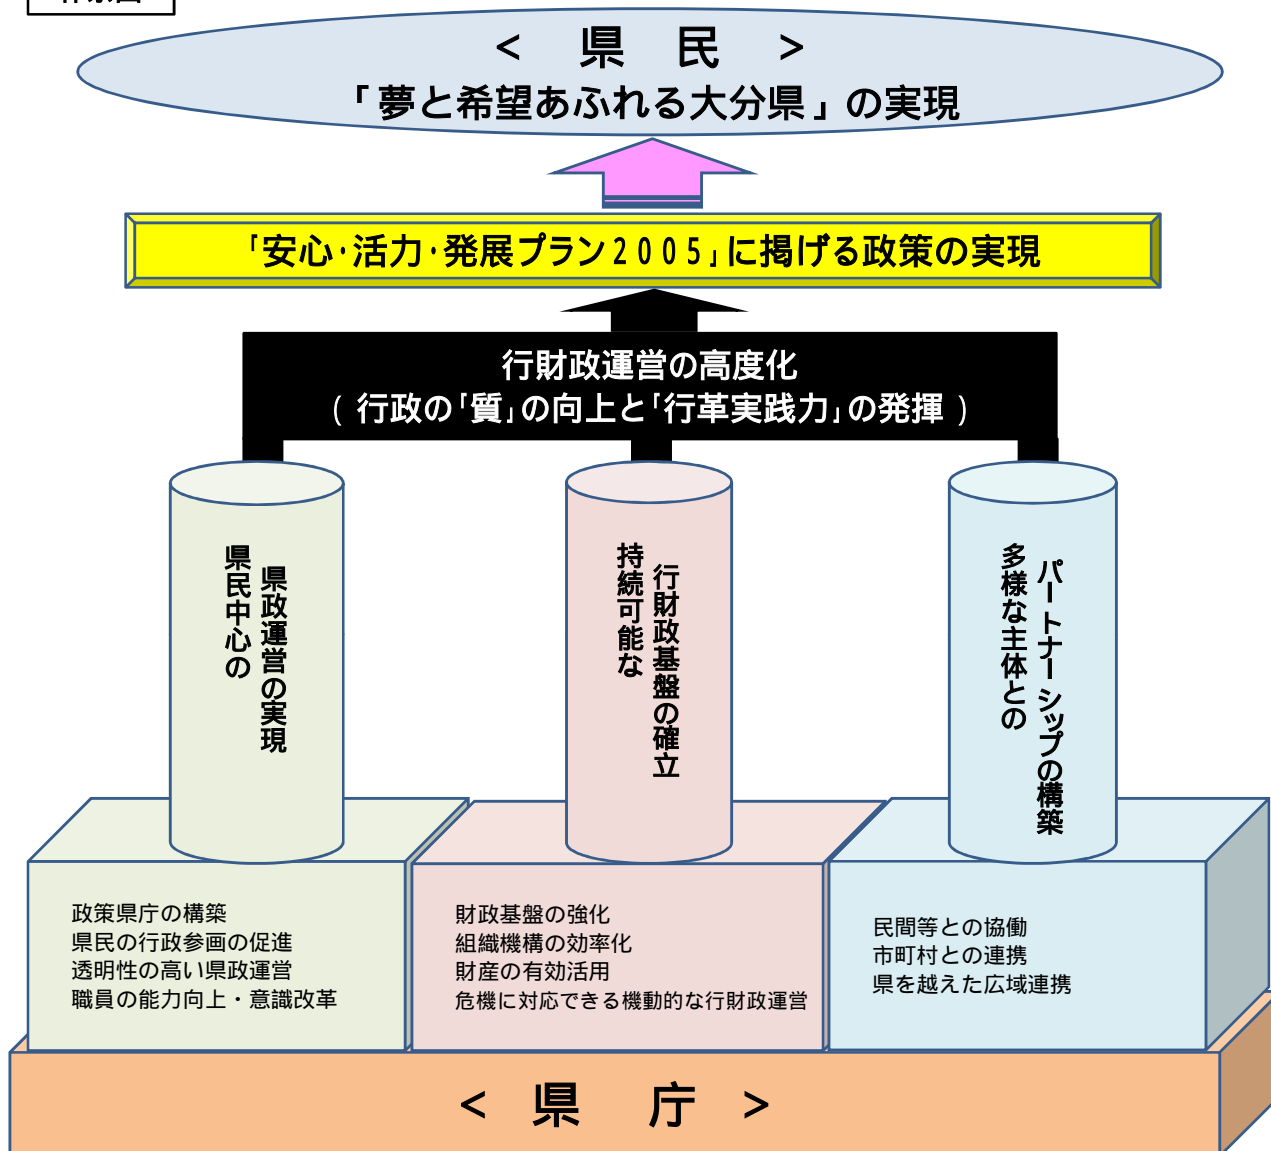 < 県 民 >
「夢と希望あふれる大分県」の実現
「安心・活力・発展プラン2005」に掲げる政策の実現
行財政運営の高度化
(行政の「質」の向上と「行革実践力」の発揮)
県民中心の
県政運営の実現
持続可能な
行財政基盤の確立
多様な主体との
パートナーシップの構築
政策県庁の構築
県民の行政参画の促進
透明性の高い県政運営
職員の能力向上・意識改革
財政基盤の強化
組織機構の効率化
財産の有効活用
危機に対応できる機動的な行財政運営
民間等との協働
市町村との連携
県を越えた広域連携
< 県 庁 >